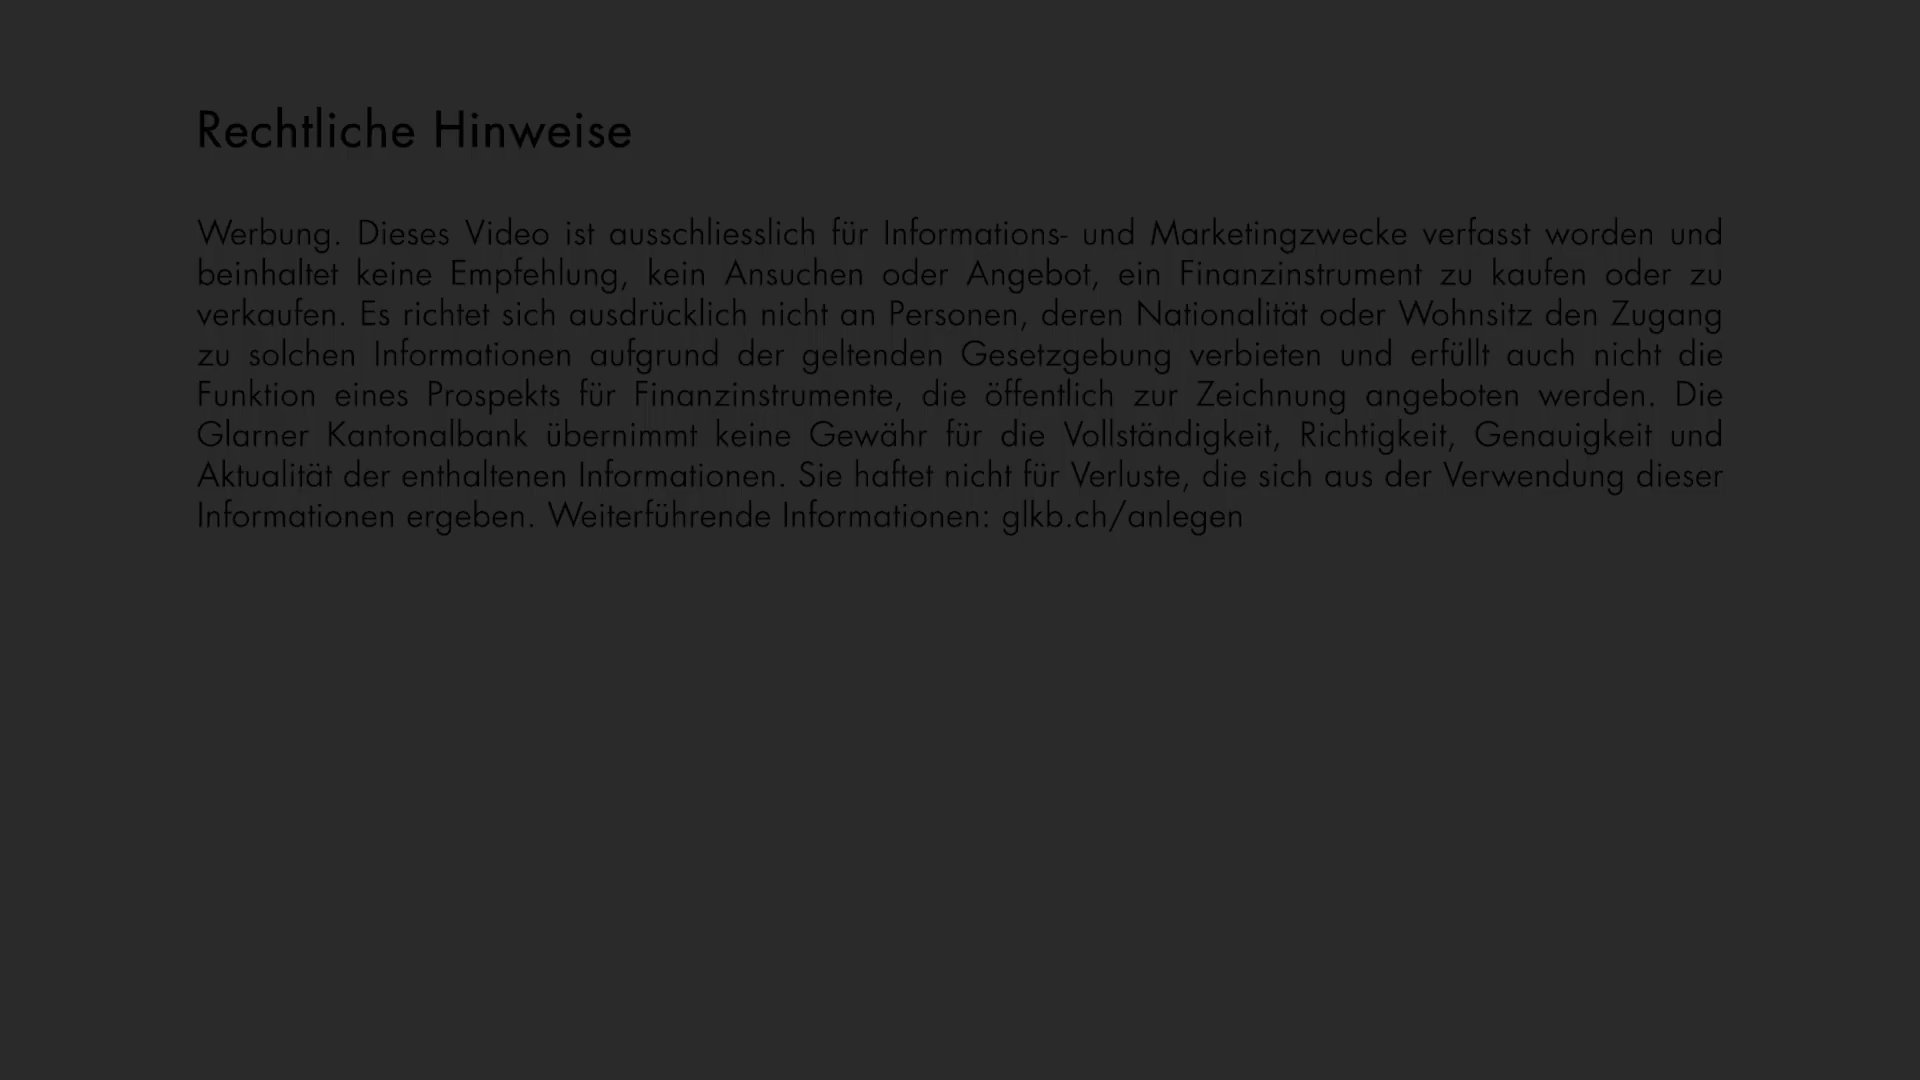 Rechtliche Hinweise
Werbung. Dieses Video ist ausschliesslich für Informations- und Marketingzwecke verfasst worden und
beinhaltet keine Empfehlung, kein Ansuchen oder Angebot, ein Finanzinstrument zu kaufen oder zu
verkaufen. Es richtet sich ausdrücklich nicht an Personen, deren Nationalität oder Wohnsitz den Zugang
zu solchen Informationen aufgrund der geltenden Gesetzgebung verbieten und erfüllt auch nicht die
Funktion eines Prospekts für Finanzinstrumente, die öffentlich zur Zeichnung angeboten werden. Die
Glarner Kantonalbank übernimmt keine Gewähr für die Vollständigkeit, Richtigkeit, Genauigkeit und
Aktualität der enthaltenen Informationen. Sie haftet nicht für Verluste, die sich aus der Verwendung dieser
Informationen ergeben. Weiterführende Informationen: glkb.ch/anlegen